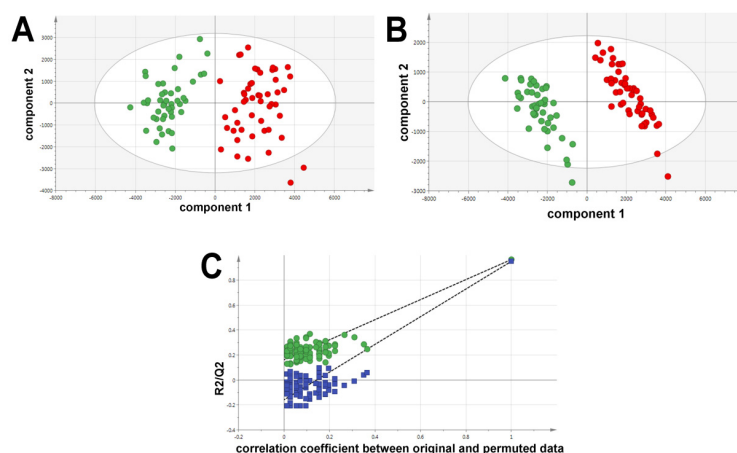 A
component 2
3000
2000
1000
0
-1000
-2000
-3000
-4000
-8000 -6000 -4000 -2000 0 2000 4000 6000
component 1
B
component 2
3000
2000
1000
0
-1000
-2000
-3000
-8000 -6000 -4000 -2000 0 2000 4000 6000 8000
component 1
C
R2/Q2
0.8
0.6
0.4
0.2
0
-0.2
-0.4
-0.2 0 0.2 0.4 0.6 0.8 1
correlation coefficient between original and permuted data